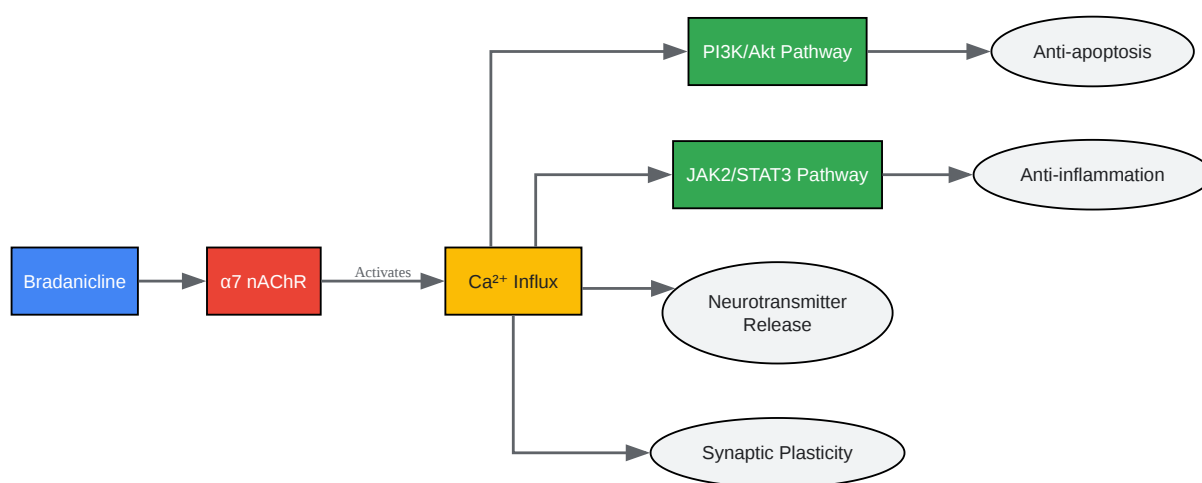 PI3K/Akt Pathway
Anti-apoptosis
JAK2/STAT3 Pathway
Anti-inflammation
Bradanicline
α7 nAChR
Activates
Ca²⁺ Influx
Neurotransmitter
Release
Synaptic Plasticity